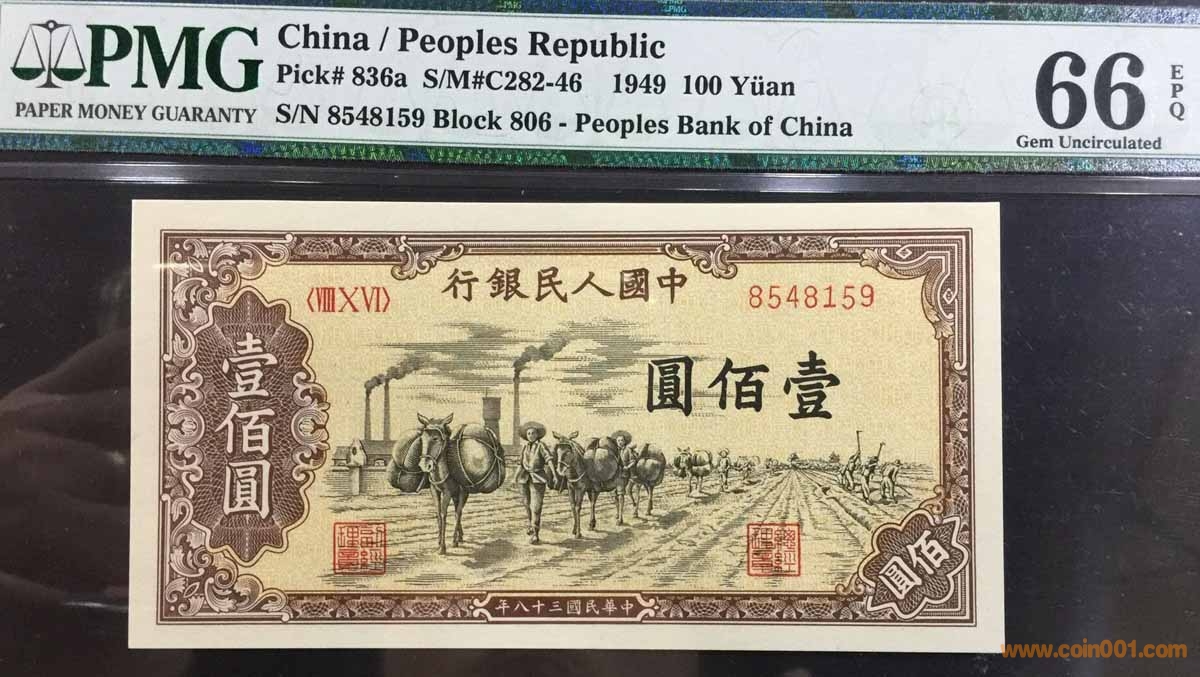 PMG
PAPER MONEY GUARANTY
China / Peoples Republic
Pick# 836a S/M#C282-46 1949 100 Yüan
S/N 8548159 Block 806 - Peoples Bank of China
66
EPQ
Gem Uncirculated
行銀民人國中
〈VIII XVI〉
8548159
壹佰圓
圓佰壹
佰圓
年八十三國民華中
www.coin001.com